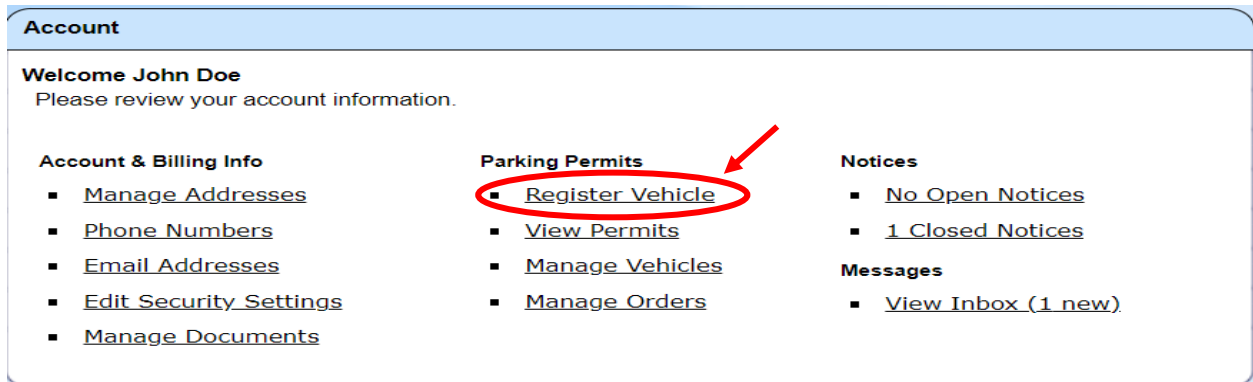 Account
Welcome John Doe
Please review your account information.
Account & Billing Info
Manage Addresses
Phone Numbers
Email Addresses
Edit Security Settings
Manage Documents
Parking Permits
Register Vehicle
View Permits
Manage Vehicles
Manage Orders
Notices
No Open Notices
1 Closed Notices
Messages
View Inbox (1 new)